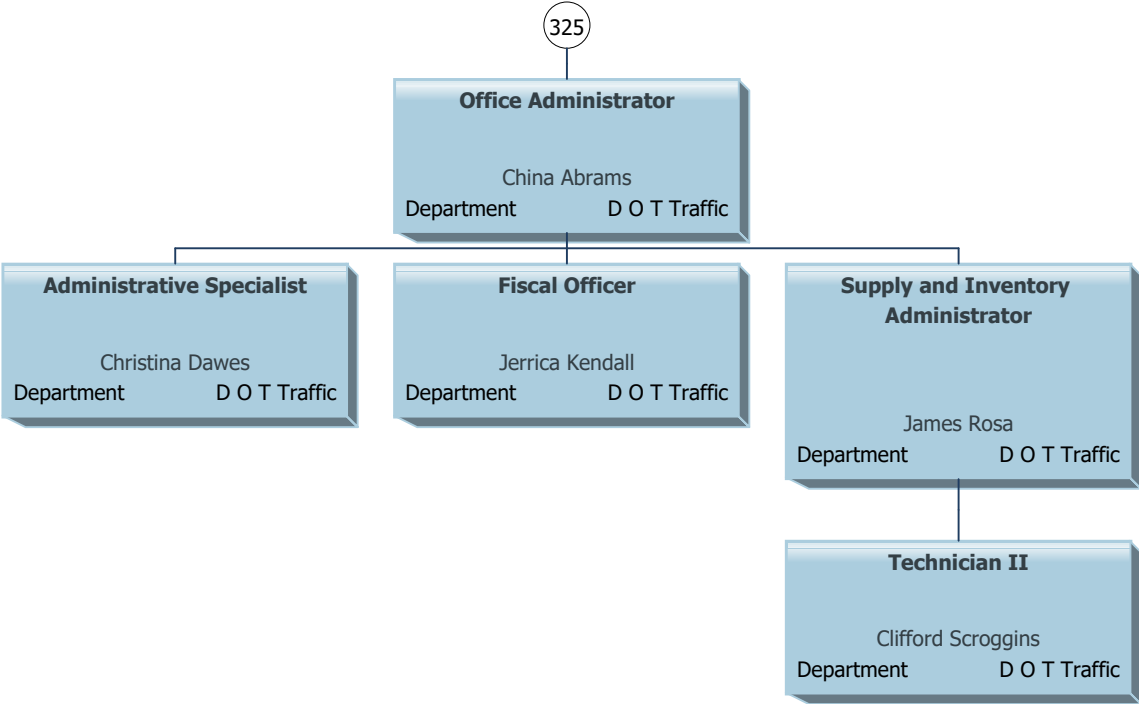 325
Office Administrator
China Abrams
Department D O T Traffic
Administrative Specialist
Christina Dawes
Department D O T Traffic
Fiscal Officer
Jerrica Kendall
Department D O T Traffic
Supply and Inventory
Administrator
James Rosa
Department D O T Traffic
Technician II
Clifford Scroggins
Department D O T Traffic